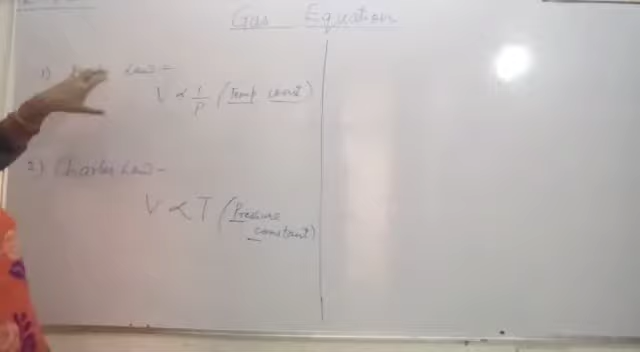 Gas Equation
1) Law -
V ∝ 1/P (Temp const)
2) Charles Law -
V ∝ T (Pressure
constant)